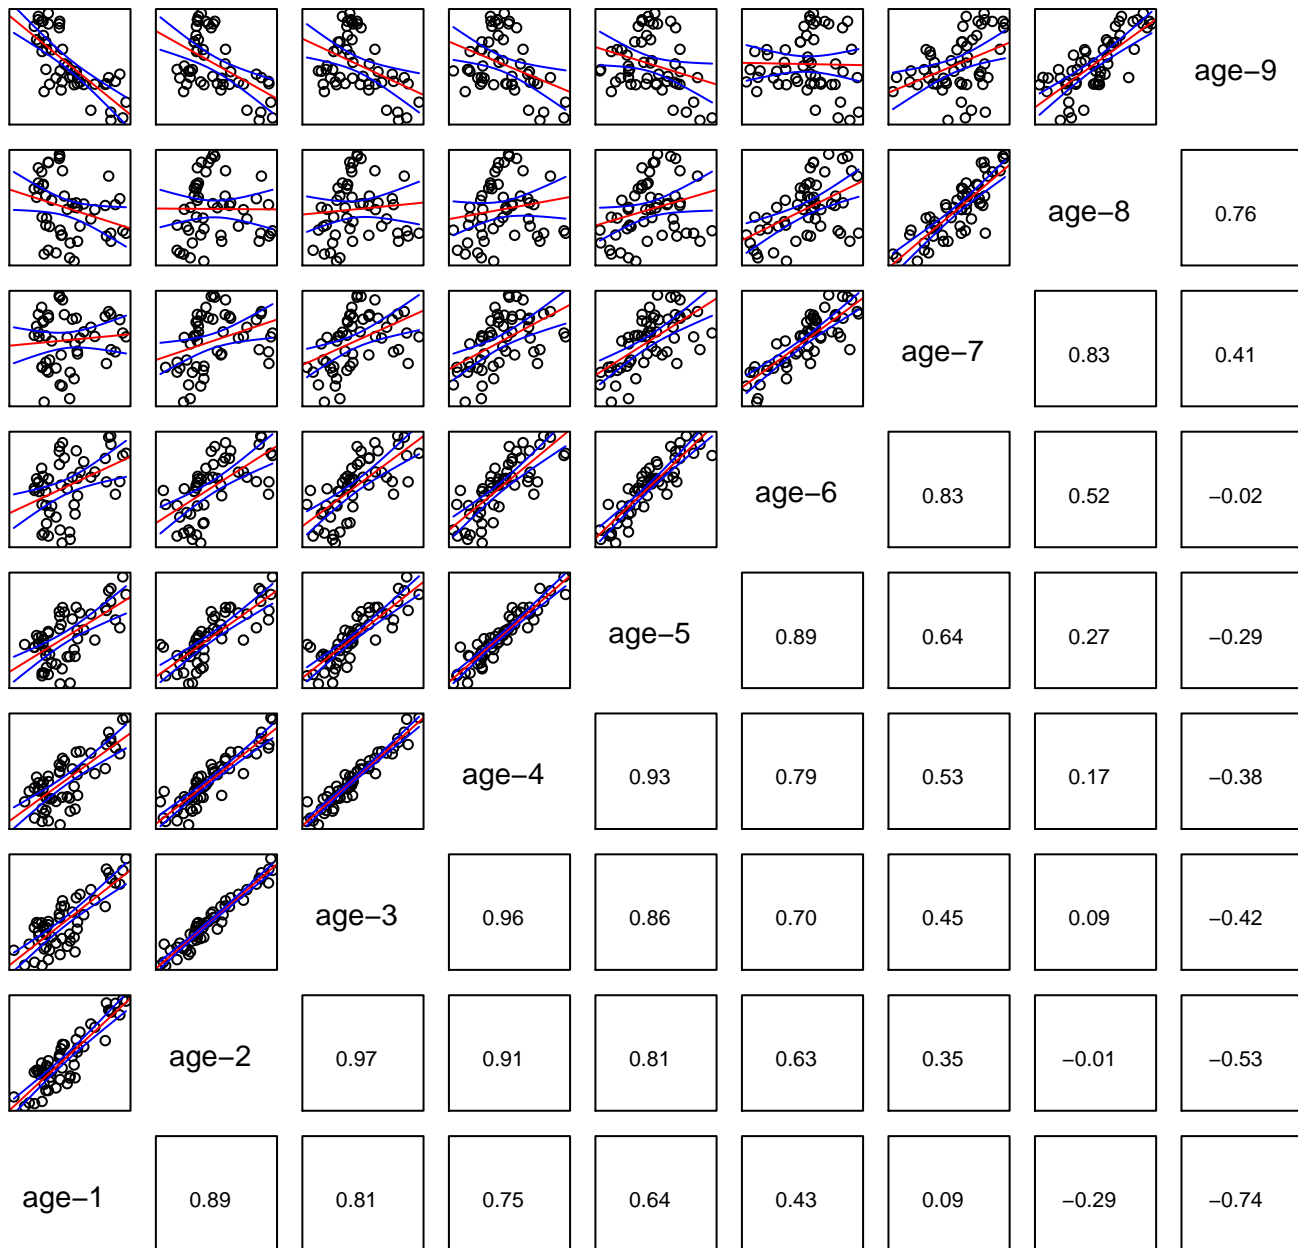 age−9
age−8 0.76
age−7 0.83 0.41
age−6 0.83 0.52 −0.02
age−5 0.89 0.64 0.27 −0.29
age−4 0.93 0.79 0.53 0.17 −0.38
age−3 0.96 0.86 0.70 0.45 0.09 −0.42
age−2 0.97 0.91 0.81 0.63 0.35 −0.01 −0.53
age−1 0.89 0.81 0.75 0.64 0.43 0.09 −0.29 −0.74